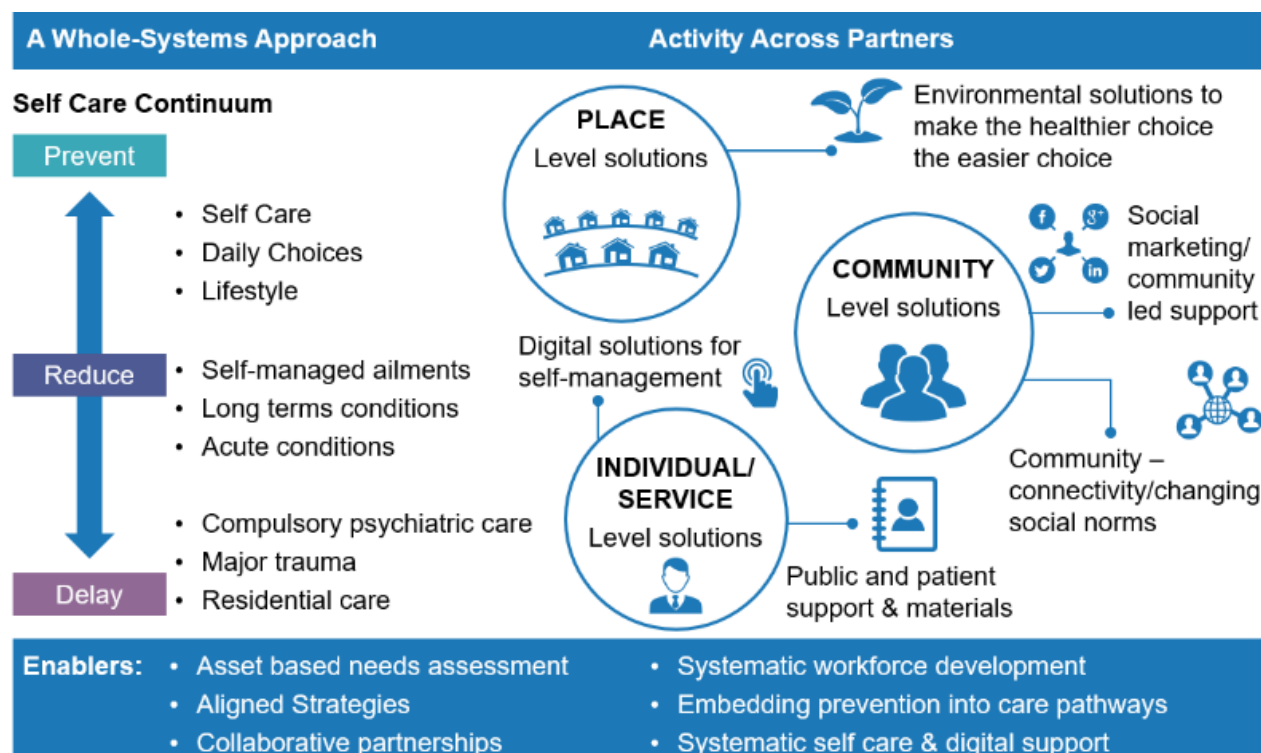 A Whole-Systems Approach
Activity Across Partners
Self Care Continuum
Prevent
• Self Care
• Daily Choices
• Lifestyle
Reduce
• Self-managed ailments
• Long terms conditions
• Acute conditions
• Compulsory psychiatric care
• Major trauma
Delay
• Residential care
PLACE
Level solutions
Environmental solutions to
make the healthier choice
the easier choice
COMMUNITY
Level solutions
f
g+
in
Social
marketing/
community
led support
Community –
connectivity/changing
social norms
Digital solutions for
self-management
INDIVIDUAL/
SERVICE
Level solutions
Public and patient
support & materials
Enablers:
• Asset based needs assessment
• Aligned Strategies
• Collaborative partnerships
• Systematic workforce development
• Embedding prevention into care pathways
• Systematic self care & digital support